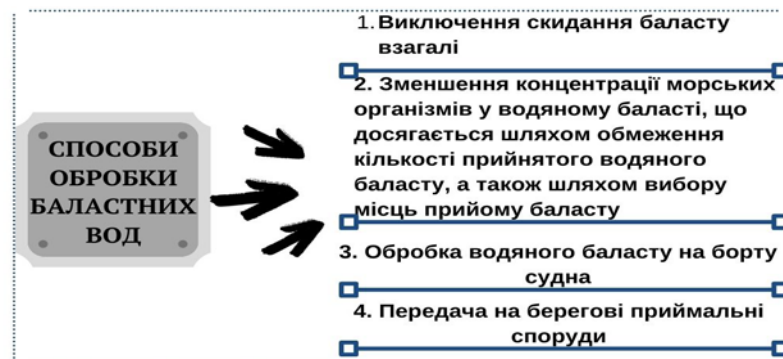 СПОСОБИ
ОБРОБКИ
БАЛАСТНИХ
ВОД
1. Виключення скидання баласту
взагалі
2. Зменшення концентрації морських
організмів у водяному баласті, що
досягається шляхом обмеження
кількості прийнятого водяного
баласту, а також шляхом вибору
місць прийому баласту
3. Обробка водяного баласту на борту
судна
4. Передача на берегові приймальні
споруди